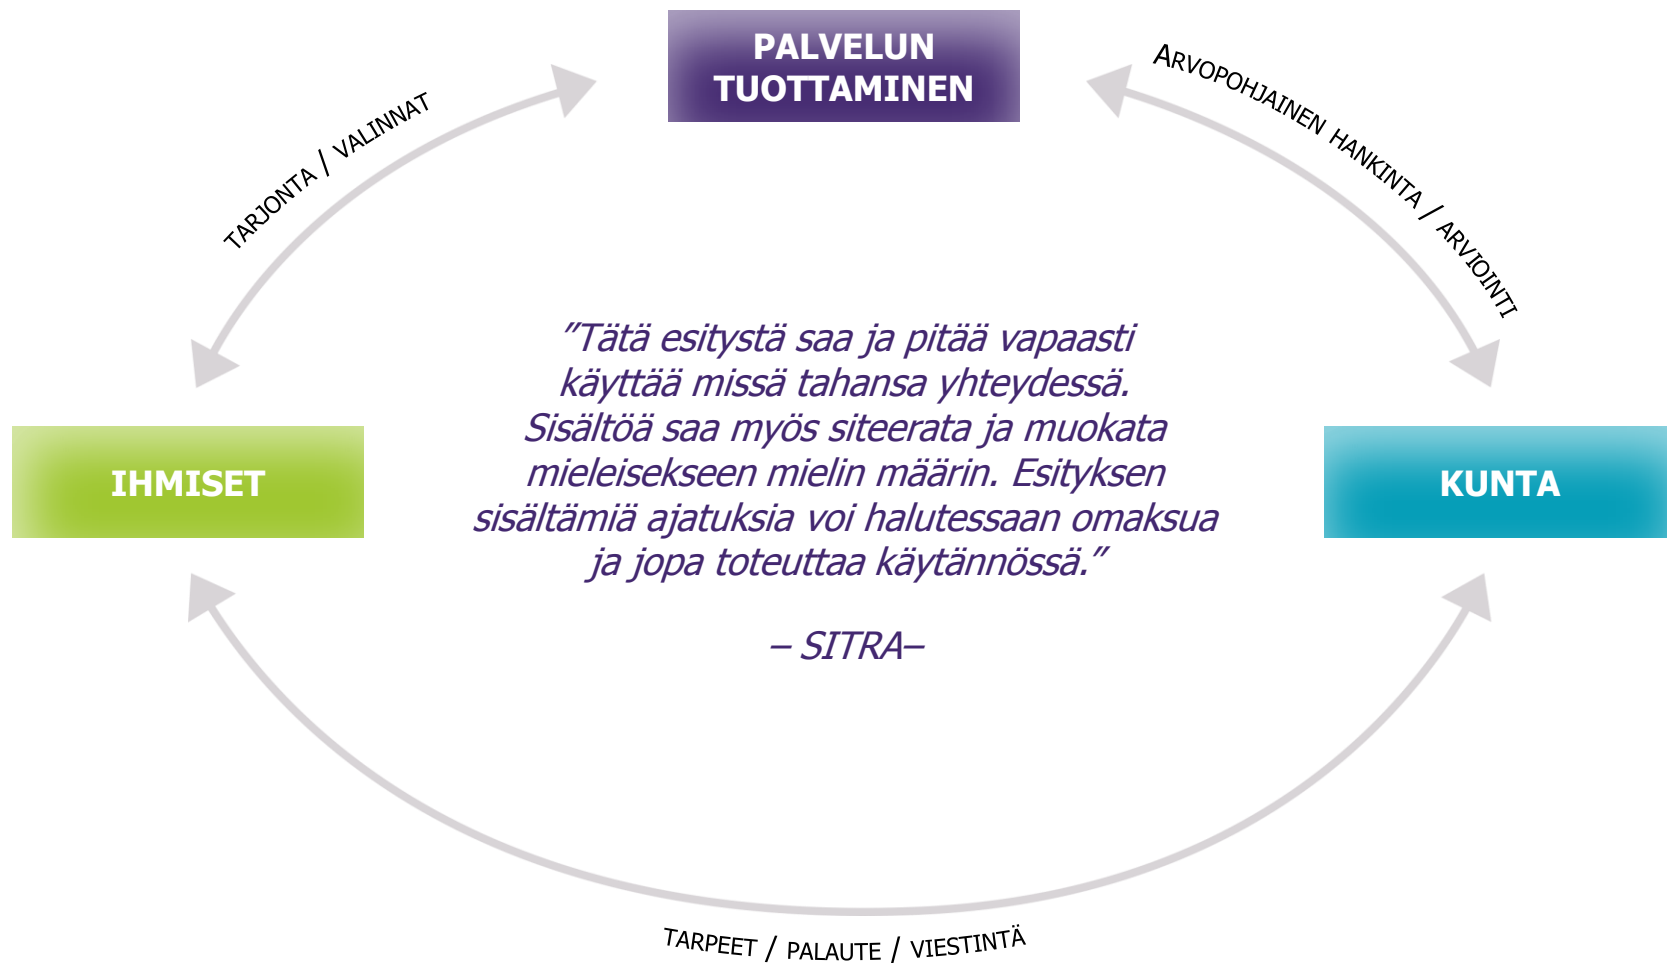 PALVELUN
TUOTTAMINEN
TARJONTA / VALINNAT
ARVOPOHJAINEN HANKINTA / ARVIOINTI
”Tätä esitystä saa ja pitää vapaasti
käyttää missä tahansa yhteydessä.
Sisältöä saa myös siteerata ja muokata
mieleisekseen mielin määrin. Esityksen
sisältämiä ajatuksia voi halutessaan omaksua
ja jopa toteuttaa käytännössä.”
– SITRA–
IHMISET
KUNTA
TARPEET / PALAUTE / VIESTINTÄ